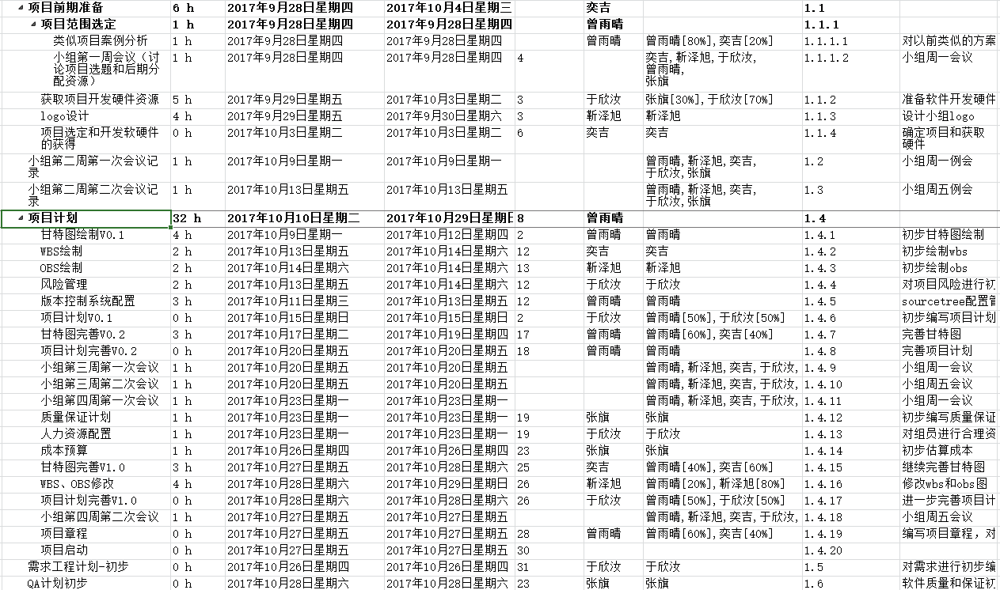 项目前期准备 6 h 2017年9月28日星期四 2017年10月4日星期三 奕吉 1.1
项目范围选定 1 h 2017年9月28日星期四 2017年9月28日星期四 曾雨晴 1.1.1
类似项目案例分析 1 h 2017年9月28日星期四 2017年9月28日星期四 曾雨晴 曾雨晴[80%],奕吉[20%] 1.1.1.1 对以前类似的方案
小组第一周会议（讨 1 h 2017年9月28日星期四 2017年9月28日星期四 4 奕吉,靳泽旭,于欣汝, 1.1.1.2 小组周一会议
论项目选题和后期分 曾雨晴,
配资源） 张旗
获取项目开发硬件资源 5 h 2017年9月29日星期五 2017年10月3日星期二 3 于欣汝 张旗[30%],于欣汝[70%] 1.1.2 准备软件开发硬件
logo设计 4 h 2017年9月29日星期五 2017年9月30日星期六 3 靳泽旭 靳泽旭 1.1.3 设计小组logo
项目选定和开发软硬件 0 h 2017年10月3日星期二 2017年10月3日星期二 6 奕吉 奕吉 1.1.4 确定项目和获取
的获得 硬件
小组第二周第一次会议记 1 h 2017年10月9日星期一 2017年10月9日星期一 曾雨晴,靳泽旭,奕吉, 1.2 小组周一例会
录 于欣汝,张旗
小组第二周第二次会议记 1 h 2017年10月13日星期五 2017年10月13日星期五 曾雨晴,靳泽旭,奕吉, 1.3 小组周五例会
录 于欣汝,张旗
项目计划 32 h 2017年10月10日星期二 2017年10月29日星期日 8 曾雨晴 1.4
甘特图绘制V0.1 4 h 2017年10月9日星期一 2017年10月12日星期四 2 曾雨晴 曾雨晴 1.4.1 初步甘特图绘制
WBS绘制 2 h 2017年10月13日星期五 2017年10月14日星期六 12 奕吉 奕吉 1.4.2 初步绘制wbs
OBS绘制 2 h 2017年10月14日星期六 2017年10月14日星期六 13 靳泽旭 靳泽旭 1.4.3 初步绘制obs
风险管理 2 h 2017年10月13日星期五 2017年10月14日星期六 12 于欣汝 于欣汝 1.4.4 对项目风险进行初
版本控制系统配置 3 h 2017年10月11日星期三 2017年10月13日星期五 12 曾雨晴 曾雨晴 1.4.5 sourcetree配置管
项目计划V0.1 0 h 2017年10月15日星期日 2017年10月15日星期日 2 于欣汝 曾雨晴[50%],于欣汝[50%] 1.4.6 初步编写项目计划
甘特图完善V0.2 3 h 2017年10月17日星期二 2017年10月19日星期四 17 曾雨晴 曾雨晴[60%],奕吉[40%] 1.4.7 完善甘特图
项目计划完善V0.2 0 h 2017年10月20日星期五 2017年10月20日星期五 18 曾雨晴 曾雨晴 1.4.8 完善项目计划
小组第三周第一次会议 1 h 2017年10月20日星期五 2017年10月20日星期五 曾雨晴,靳泽旭,奕吉,于欣汝, 1.4.9 小组周一会议
小组第三周第二次会议 1 h 2017年10月20日星期五 2017年10月20日星期五 曾雨晴,靳泽旭,奕吉,于欣汝, 1.4.10 小组周五会议
小组第四周第一次会议 1 h 2017年10月23日星期一 2017年10月23日星期一 曾雨晴,靳泽旭,奕吉,于欣汝, 1.4.11 小组周一会议
质量保证计划 1 h 2017年10月23日星期一 2017年10月23日星期一 19 张旗 张旗 1.4.12 初步编写质量保证
人力资源配置 1 h 2017年10月23日星期一 2017年10月23日星期一 19 于欣汝 于欣汝 1.4.13 对组员进行合理资
成本预算 1 h 2017年10月26日星期四 2017年10月26日星期四 23 张旗 张旗 1.4.14 初步估算成本
甘特图完善V1.0 3 h 2017年10月26日星期四 2017年10月28日星期六 25 奕吉 曾雨晴[40%],奕吉[60%] 1.4.15 继续完善甘特图
WBS、OBS修改 4 h 2017年10月28日星期六 2017年10月29日星期日 26 靳泽旭 曾雨晴[20%],靳泽旭[80%] 1.4.16 修改wbs和obs图
项目计划完善V1.0 0 h 2017年10月28日星期六 2017年10月28日星期六 26 于欣汝 曾雨晴[50%],于欣汝[50%] 1.4.17 进一步完善项目计
小组第四周第二次会议 1 h 2017年10月27日星期五 2017年10月27日星期五 曾雨晴,靳泽旭,奕吉,于欣汝, 1.4.18 小组周五会议
项目章程 0 h 2017年10月27日星期五 2017年10月27日星期五 28 曾雨晴 曾雨晴[60%],奕吉[40%] 1.4.19 编写项目章程，对
项目启动 0 h 2017年10月27日星期五 2017年10月27日星期五 30 1.4.20
需求工程计划-初步 0 h 2017年10月26日星期四 2017年10月26日星期四 31 于欣汝 于欣汝 1.5 对需求进行初步编
QA计划初步 0 h 2017年10月28日星期六 2017年10月28日星期六 23 张旗 张旗 1.6 软件质量和保证初